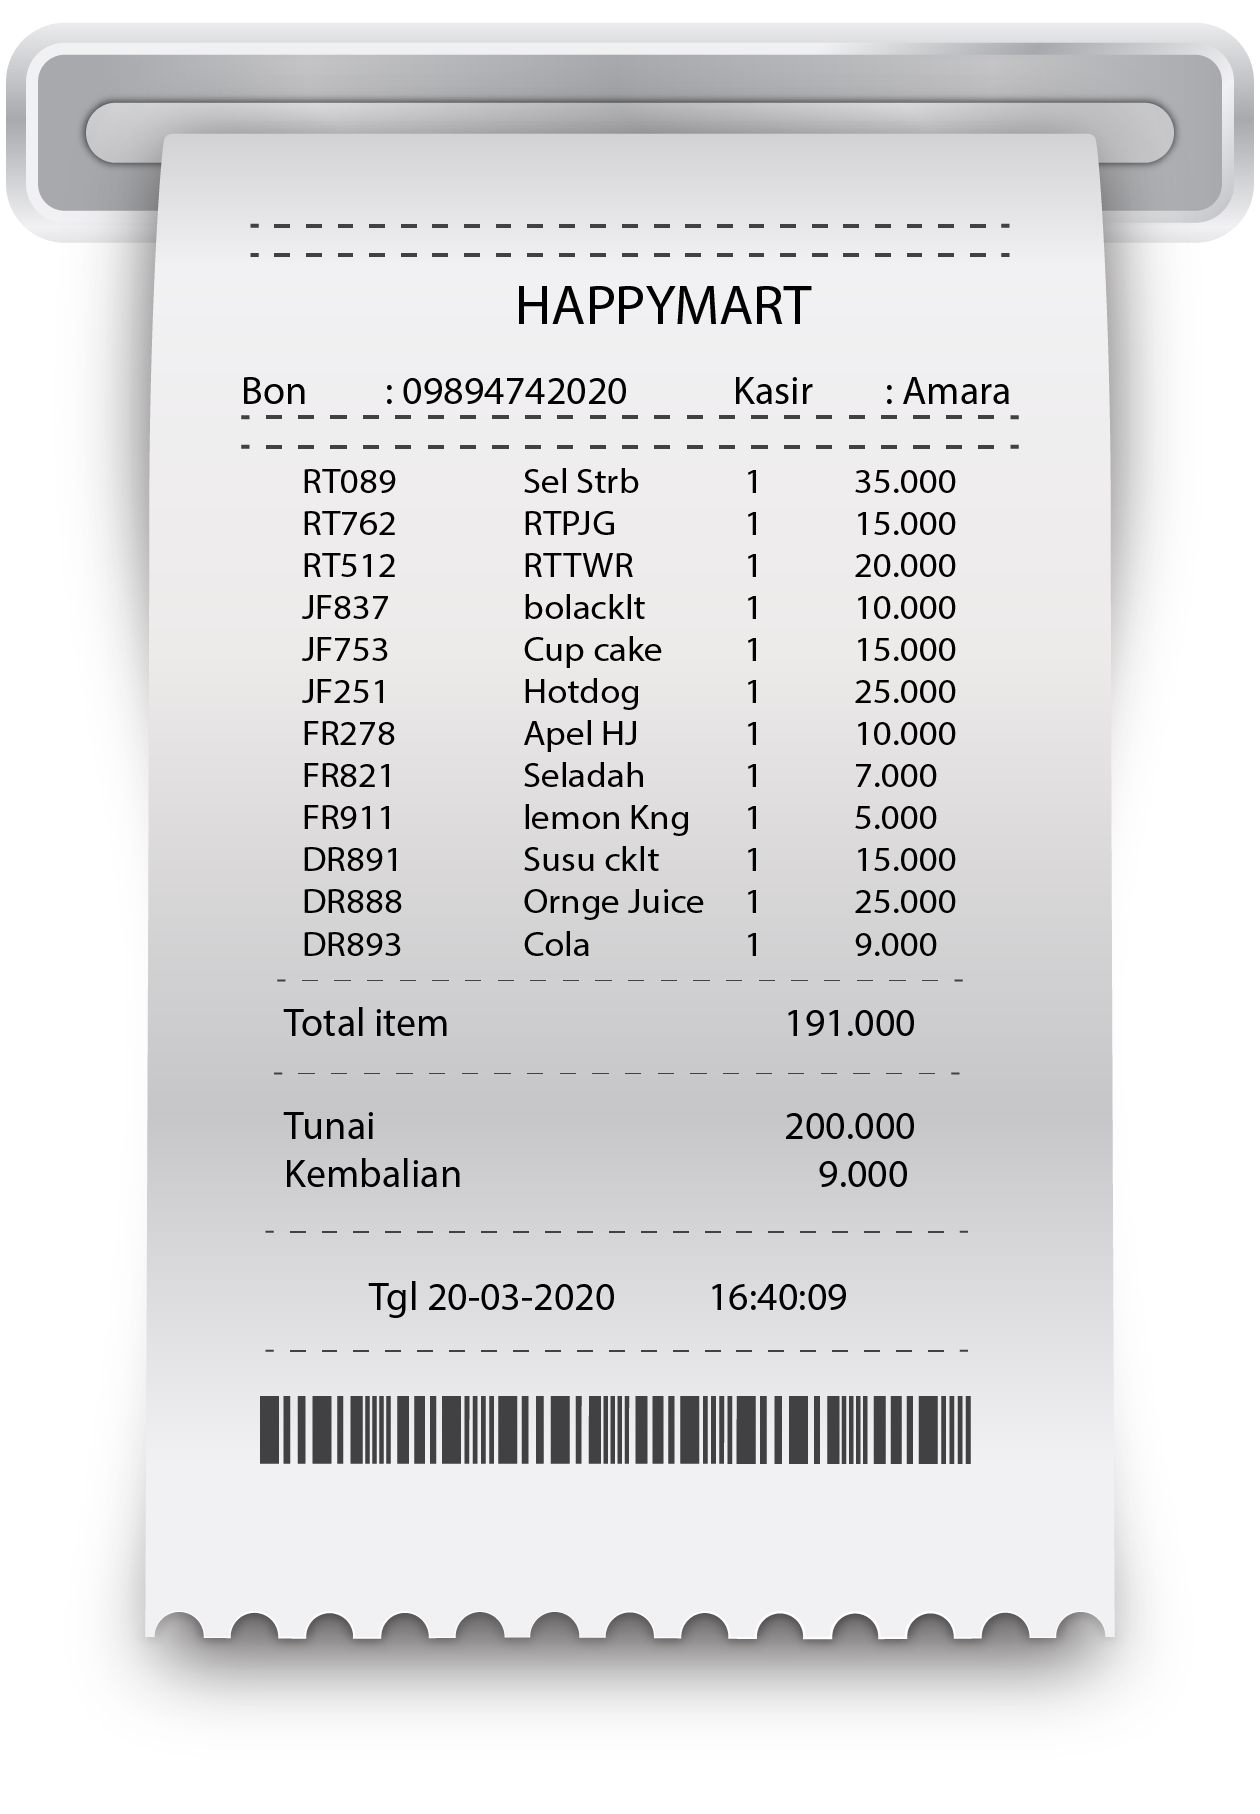 HAPPYMART
Bon : 09894742020 Kasir : Amara
RT089 Sel Strb 1 35.000
RT762 RTPJG 1 15.000
RT512 RTTWR 1 20.000
JF837 bolacklt 1 10.000
JF753 Cup cake 1 15.000
JF251 Hotdog 1 25.000
FR278 Apel HJ 1 10.000
FR821 Seladah 1 7.000
FR911 lemon Kng 1 5.000
DR891 Susu cklt 1 15.000
DR888 Ornge Juice 1 25.000
DR893 Cola 1 9.000
Total item 191.000
Tunai 200.000
Kembalian 9.000
Tgl 20-03-2020 16:40:09